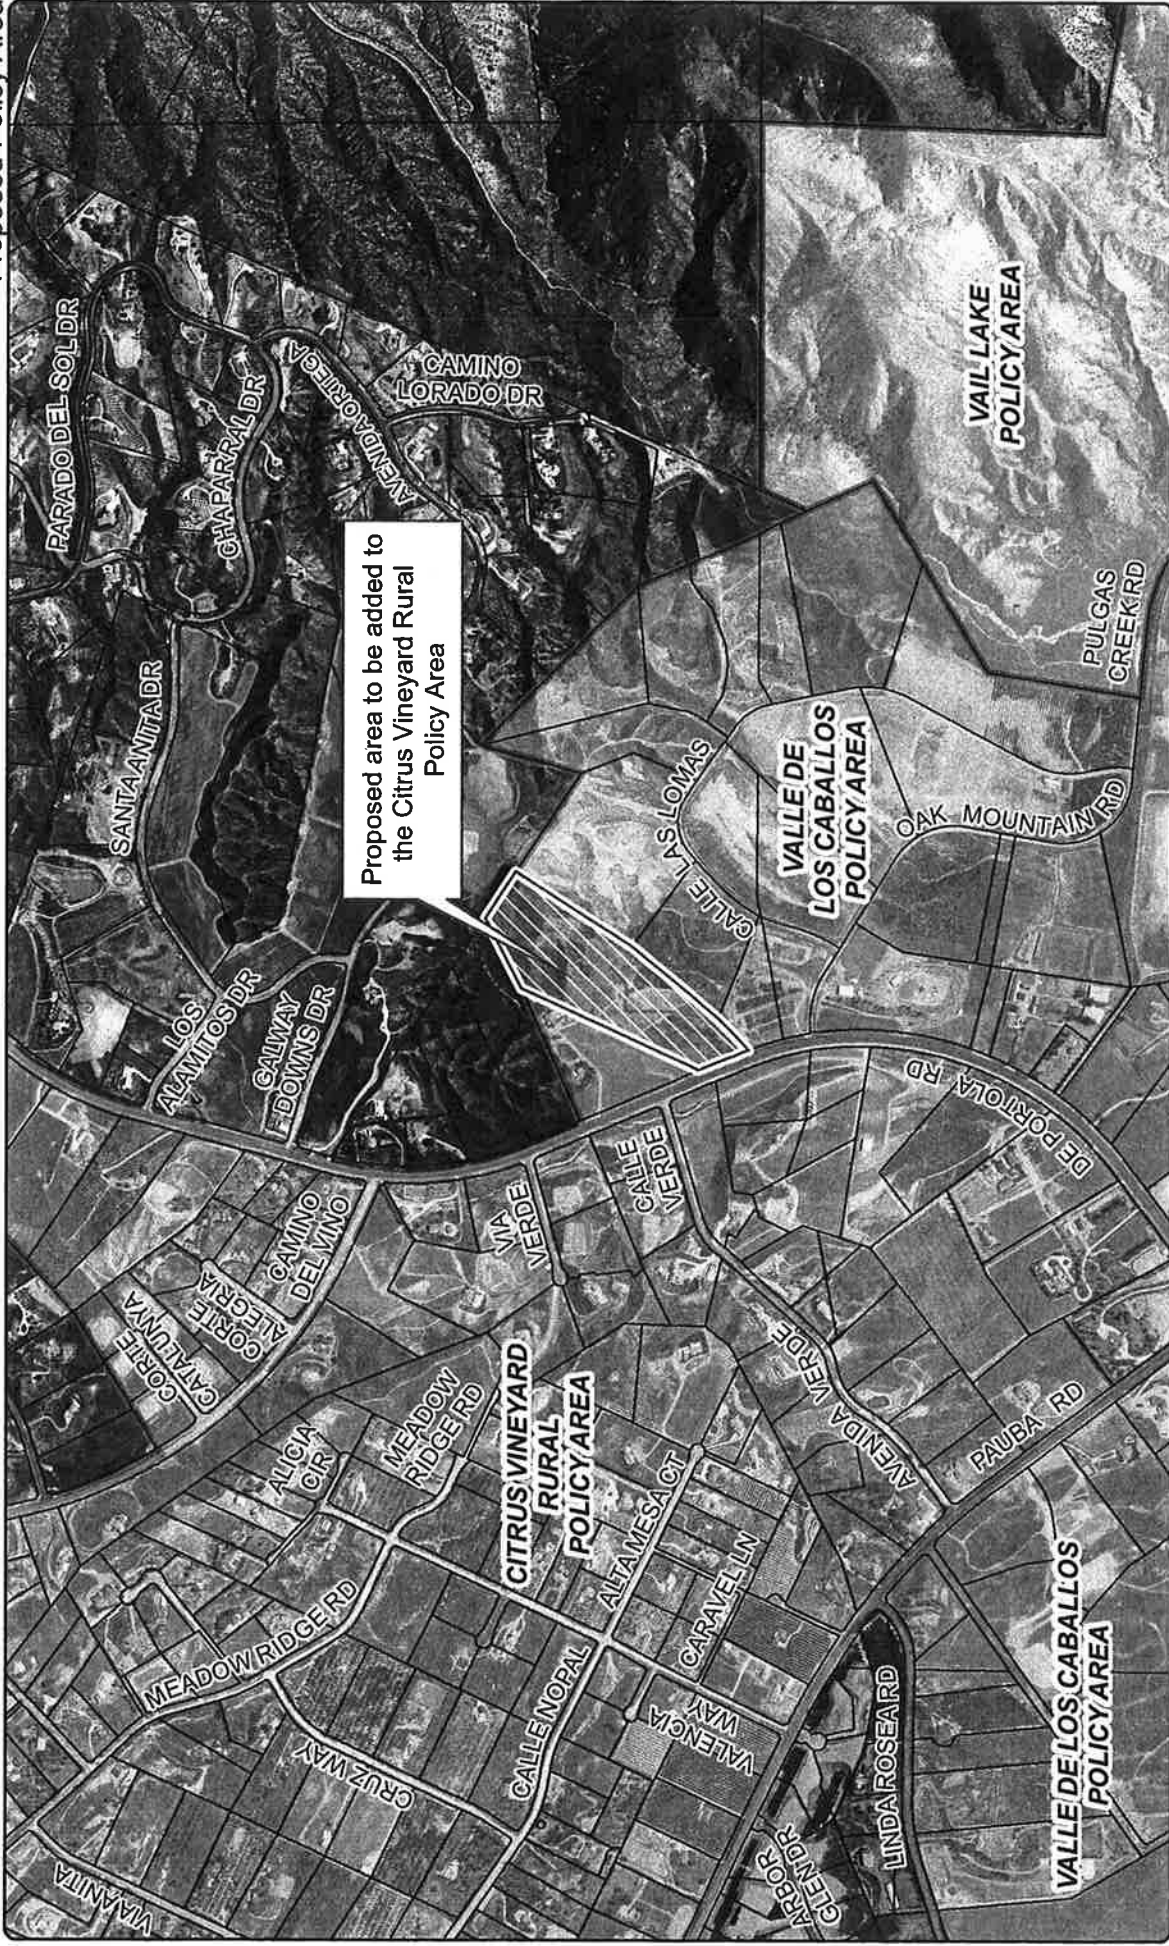 PARADO DEL SOL DR
CHAPARRAL DR
AVENIDA ORTEGA
CAMINO
LORADO DR
SANTA ANITA DR
LOS
ALAMITOS DR
GALWAY
DOWNS DR
Proposed area to be added to
the Citrus Vineyard Rural
Policy Area
VAIL LAKE
POLICY AREA
PULGAS
CREEK RD
CALLE LAS LOMAS
VALLE DE
LOS CABALLOS
POLICY AREA
OAK MOUNTAIN RD
DE PORTOLA RD
CAMINO
DEL VINO
CORTE
ALEGRIA
CORTE
CATALUNYA
VIA
VERDE
CALLE
VERDE
ALICIA
CIR
MEADOW
RIDGE RD
CITRUS VINEYARD
RURAL
POLICY AREA
AVENIDA VERDE
PAUBA RD
ALTAMESA CT
CARAVEL LN
MEADOW RIDGE RD
CRUZ WAY
CALLE NOPAL
VALENCIA
WAY
VIA ANITA
ARBOR
GLEN DR
LINDA ROSEA RD
VALLE DE LOS CABALLOS
POLICY AREA